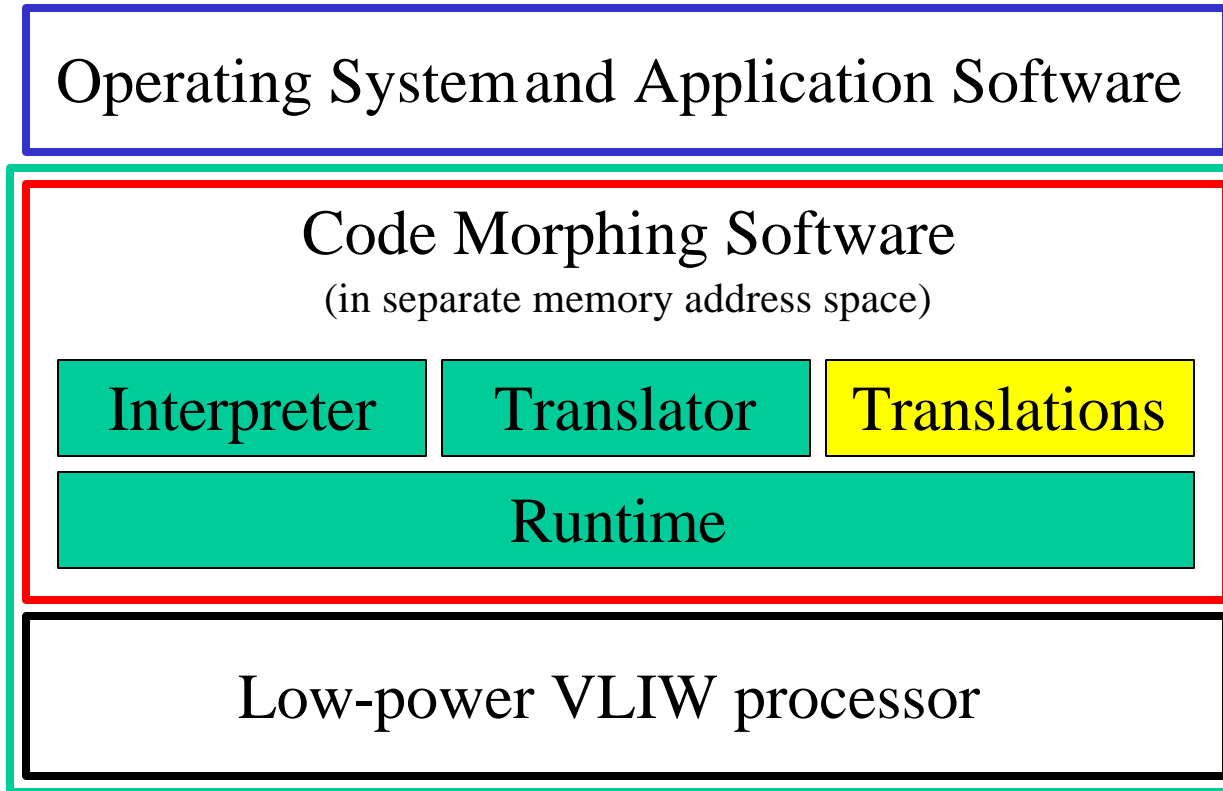 Operating System and Application Software
Code Morphing Software
(in separate memory address space)
Interpreter Translator Translations
Runtime
Low-power VLIW processor